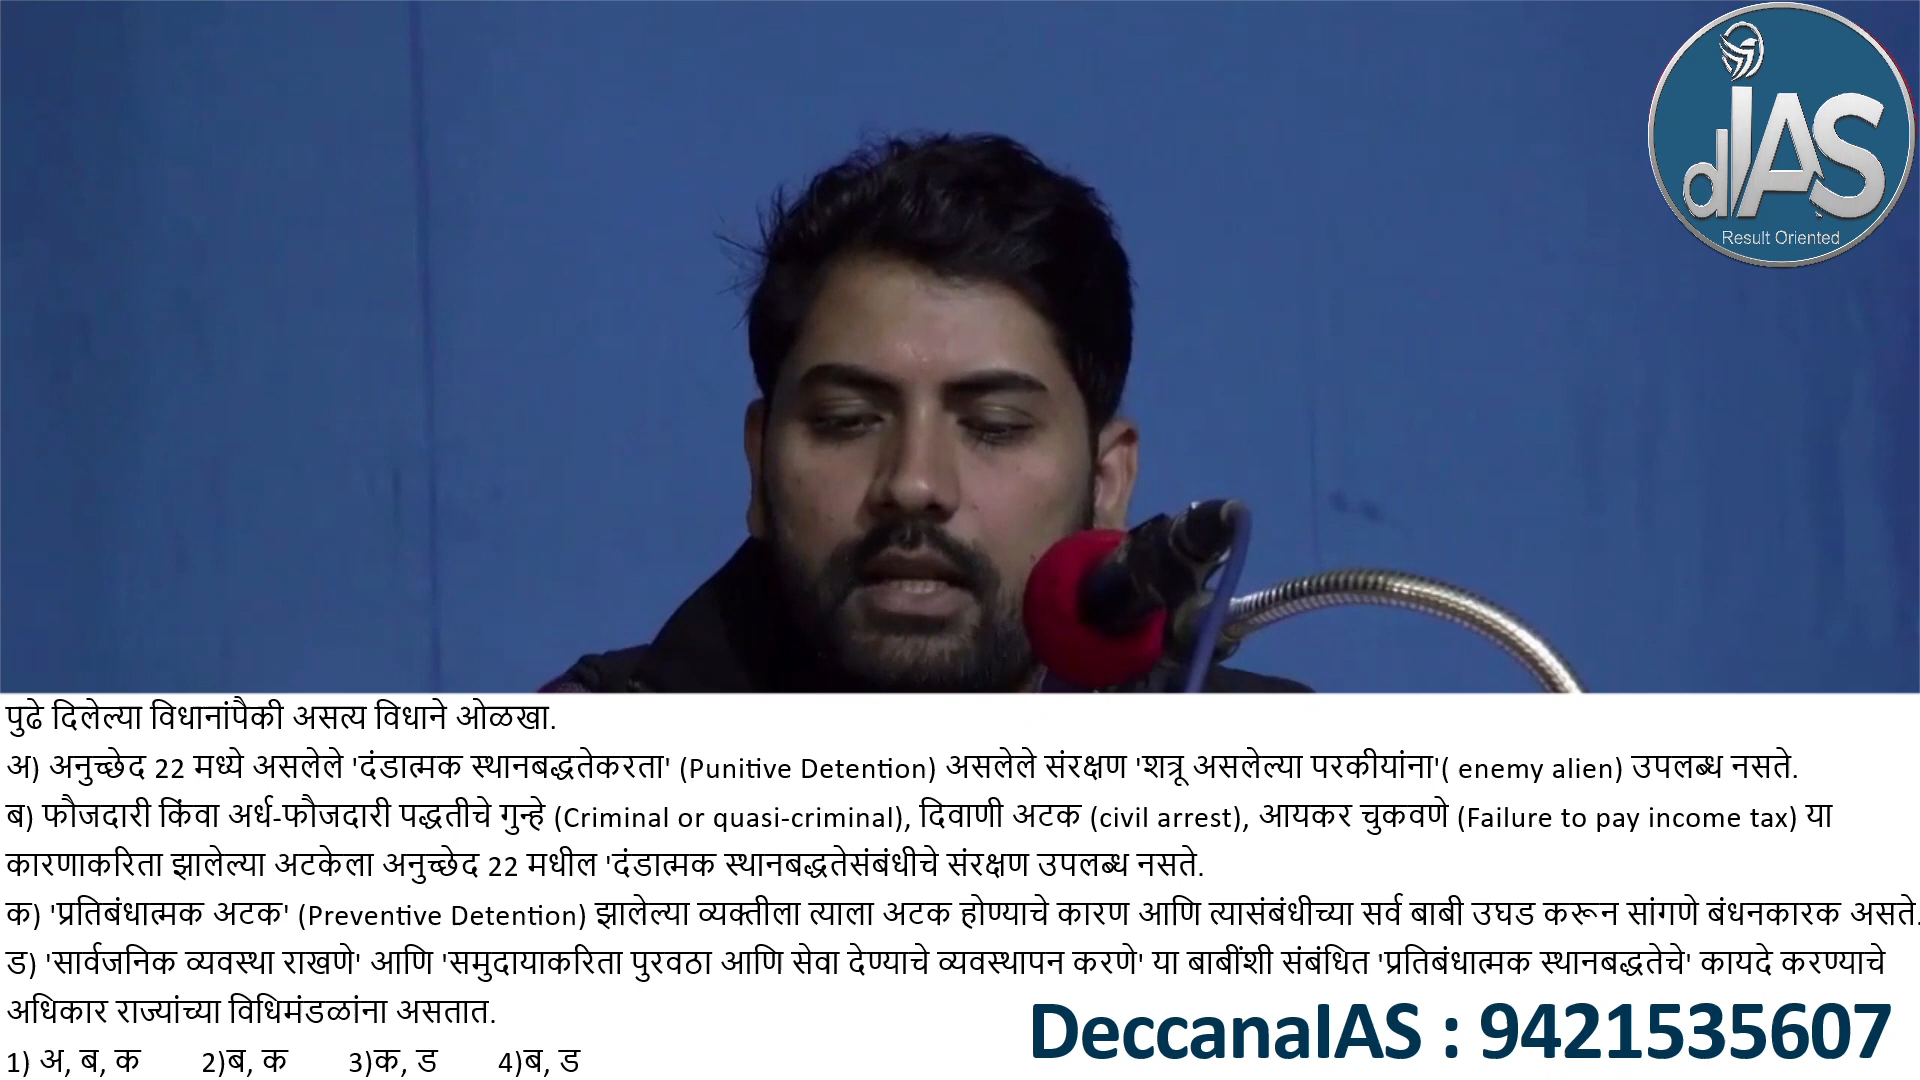 dIAS
Result Oriented
पुढे दिलेल्या विधानांपैकी असत्य विधाने ओळखा.
अ) अनुच्छेद 22 मध्ये असलेले 'दंडात्मक स्थानबद्धतेकरता' (Punitive Detention) असलेले संरक्षण 'शत्रू असलेल्या परकीयांना'( enemy alien) उपलब्ध नसते.
ब) फौजदारी किंवा अर्ध-फौजदारी पद्धतीचे गुन्हे (Criminal or quasi-criminal), दिवाणी अटक (civil arrest), आयकर चुकवणे (Failure to pay income tax) या
कारणाकरिता झालेल्या अटकेला अनुच्छेद 22 मधील 'दंडात्मक स्थानबद्धतेसंबंधीचे संरक्षण उपलब्ध नसते.
क) 'प्रतिबंधात्मक अटक' (Preventive Detention) झालेल्या व्यक्तीला त्याला अटक होण्याचे कारण आणि त्यासंबंधीच्या सर्व बाबी उघड करून सांगणे बंधनकारक असते.
ड) 'सार्वजनिक व्यवस्था राखणे' आणि 'समुदायाकरिता पुरवठा आणि सेवा देण्याचे व्यवस्थापन करणे' या बाबींशी संबंधित 'प्रतिबंधात्मक स्थानबद्धतेचे' कायदे करण्याचे
अधिकार राज्यांच्या विधिमंडळांना असतात.
DeccanaIAS : 9421535607
1) अ, ब, क 2)ब, क 3)क, ड 4)ब, ड